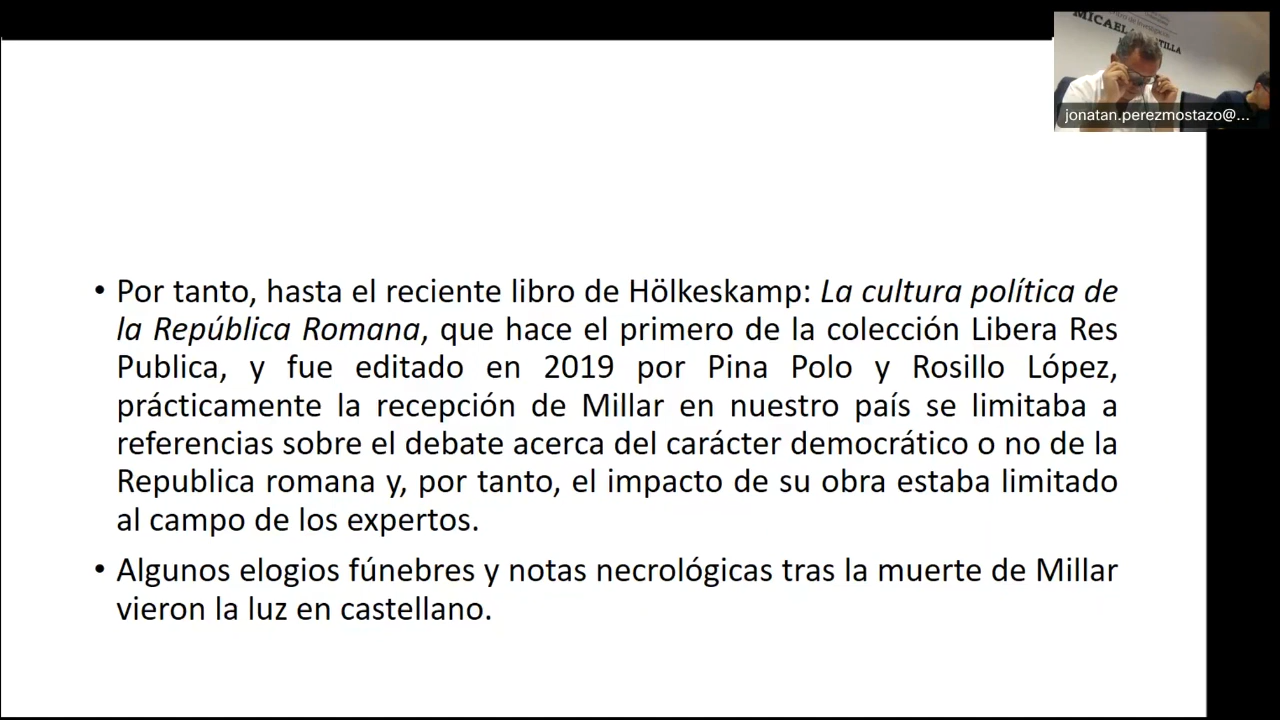 MICAELA
jonatan.perezmostazo@...
• Por tanto, hasta el reciente libro de Hölkeskamp: La cultura política de
la República Romana, que hace el primero de la colección Libera Res
Publica, y fue editado en 2019 por Pina Polo y Rosillo López,
prácticamente la recepción de Millar en nuestro país se limitaba a
referencias sobre el debate acerca del carácter democrático o no de la
Republica romana y, por tanto, el impacto de su obra estaba limitado
al campo de los expertos.
• Algunos elogios fúnebres y notas necrológicas tras la muerte de Millar
vieron la luz en castellano.